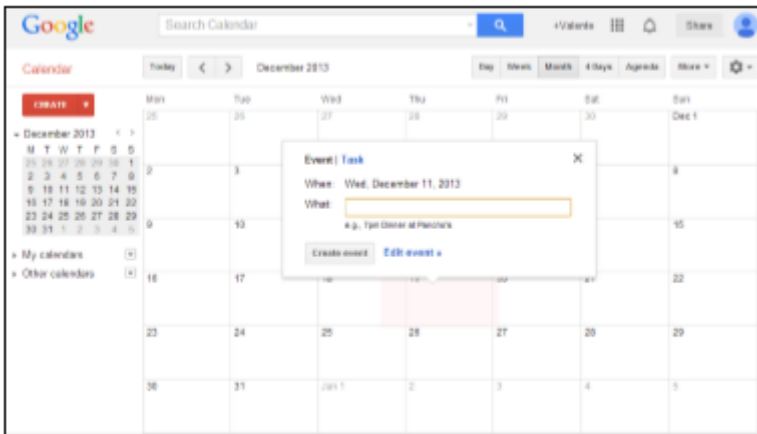 Google
Search Calendar
+Valente
Share
Calendar
Today
December 2013
Day Week Month 4 Days Agenda
More
CREATE
December 2013
M T W T F S S
25 26 27 28 29 30 1
2 3 4 5 6 7 8
9 10 11 12 13 14 15
16 17 18 19 20 21 22
23 24 25 26 27 28 29
30 31 1 2 3 4 5
My calendars
Other calendars
Mon Tue Wed Thu Fri Sat Sun
25 26 27 28 29 30 Dec 1
2 3 8
Event | Task
When: Wed, December 11, 2013
What:
e.g., 7pm Dinner at Pancho's
Create event Edit event »
9 10 15
16 17 18 19 20 21 22
23 24 25 26 27 28 29
30 31 Jan 1 2 3 4 5